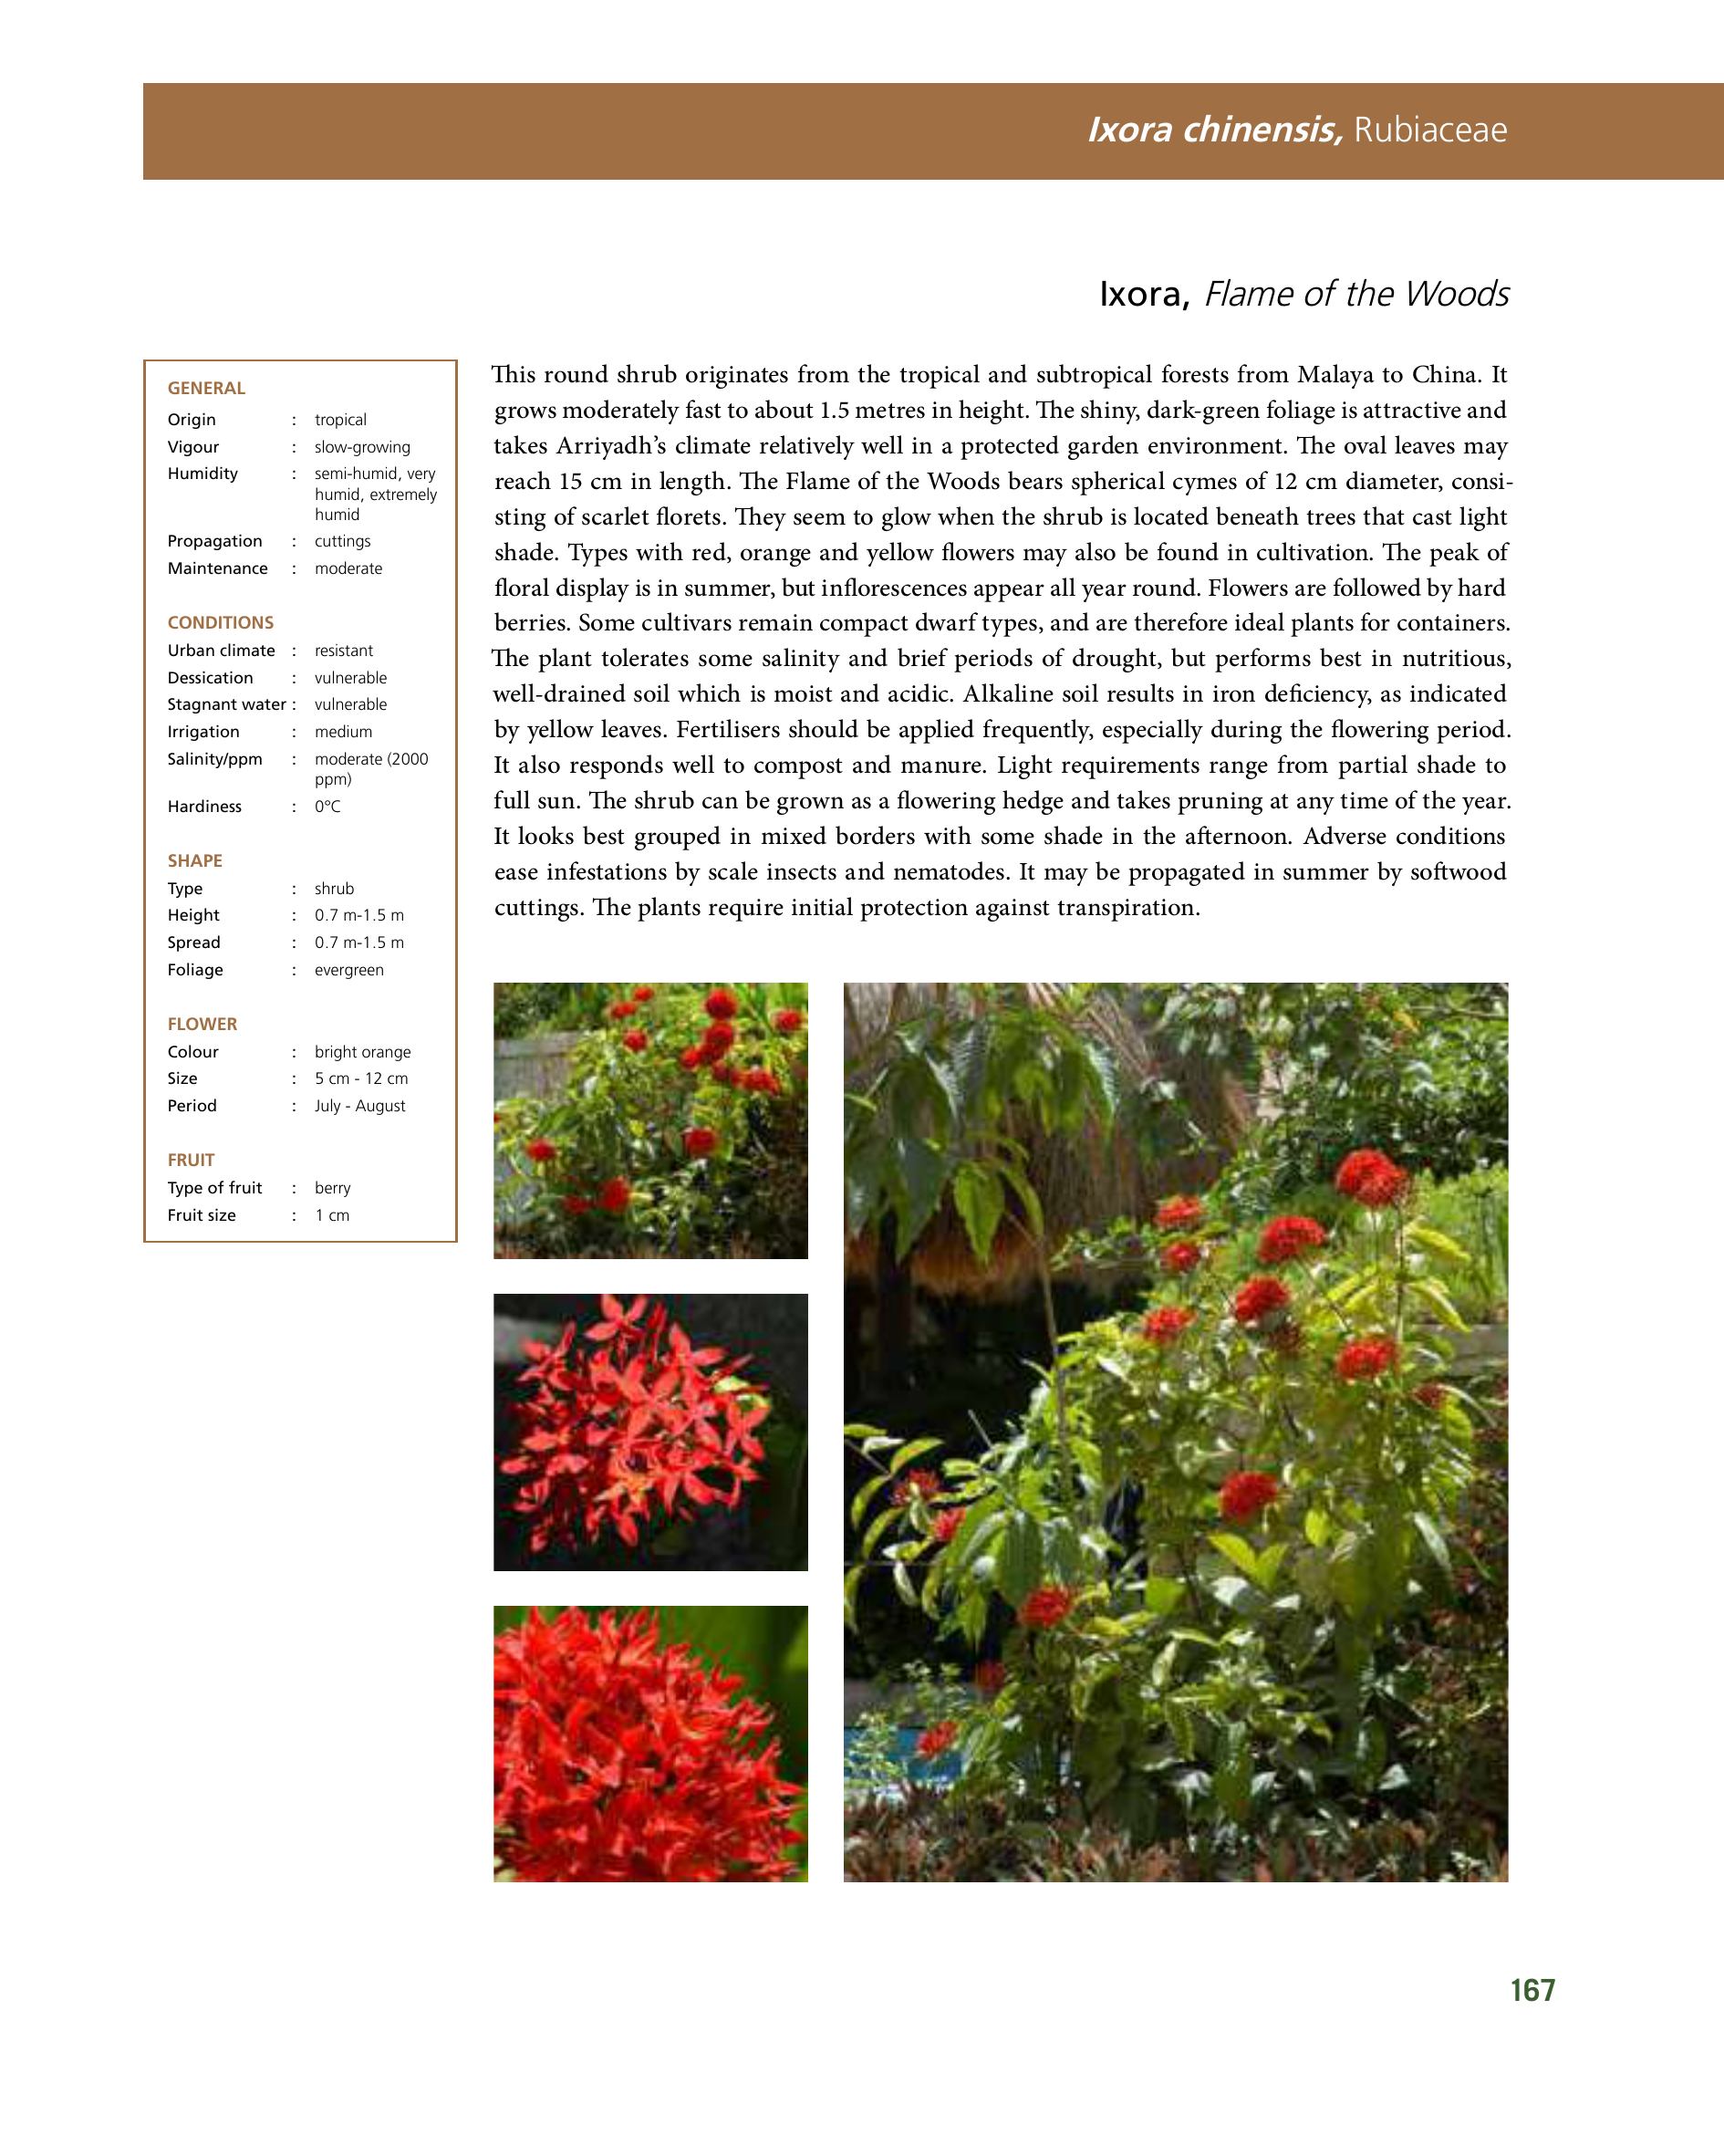 Ixora chinensis, Rubiaceae
Ixora, Flame of the Woods
GENERAL
Origin : tropical
Vigour : slow-growing
Humidity : semi-humid, very
humid, extremely
humid
Propagation : cuttings
Maintenance : moderate
CONDITIONS
Urban climate : resistant
Dessication : vulnerable
Stagnant water : vulnerable
Irrigation : medium
Salinity/ppm : moderate (2000
ppm)
Hardiness : 0°C
SHAPE
Type : shrub
Height : 0.7 m-1.5 m
Spread : 0.7 m-1.5 m
Foliage : evergreen
FLOWER
Colour : bright orange
Size : 5 cm - 12 cm
Period : July - August
FRUIT
Type of fruit : berry
Fruit size : 1 cm
This round shrub originates from the tropical and subtropical forests from Malaya to China. It
grows moderately fast to about 1.5 metres in height. The shiny, dark-green foliage is attractive and
takes Arriyadh’s climate relatively well in a protected garden environment. The oval leaves may
reach 15 cm in length. The Flame of the Woods bears spherical cymes of 12 cm diameter, consi-
sting of scarlet florets. They seem to glow when the shrub is located beneath trees that cast light
shade. Types with red, orange and yellow flowers may also be found in cultivation. The peak of
floral display is in summer, but inflorescences appear all year round. Flowers are followed by hard
berries. Some cultivars remain compact dwarf types, and are therefore ideal plants for containers.
The plant tolerates some salinity and brief periods of drought, but performs best in nutritious,
well-drained soil which is moist and acidic. Alkaline soil results in iron deficiency, as indicated
by yellow leaves. Fertilisers should be applied frequently, especially during the flowering period.
It also responds well to compost and manure. Light requirements range from partial shade to
full sun. The shrub can be grown as a flowering hedge and takes pruning at any time of the year.
It looks best grouped in mixed borders with some shade in the afternoon. Adverse conditions
ease infestations by scale insects and nematodes. It may be propagated in summer by softwood
cuttings. The plants require initial protection against transpiration.
167